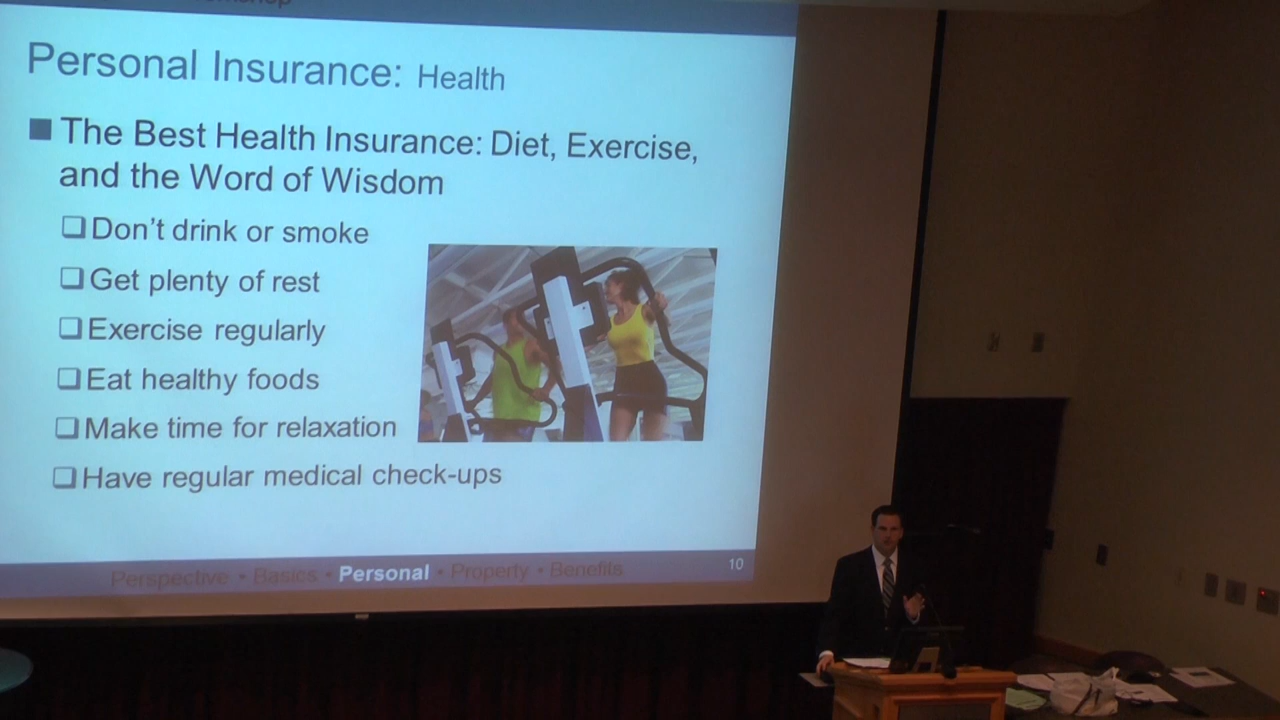 Personal Insurance: Health
The Best Health Insurance: Diet, Exercise,
and the Word of Wisdom
Don't drink or smoke
Get plenty of rest
Exercise regularly
Eat healthy foods
Make time for relaxation
Have regular medical check-ups
Perspective • Basics • Personal • Property • Benefits 10